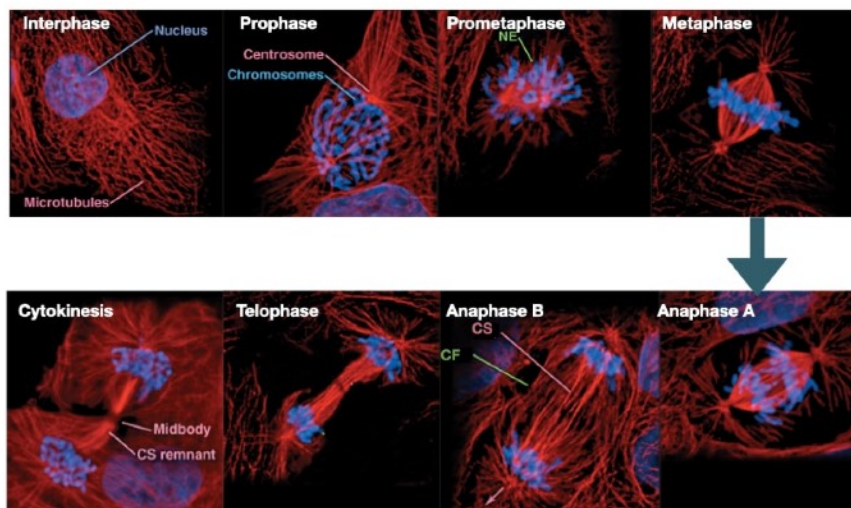 Interphase
Nucleus
Microtubules
Prophase
Centrosome
Chromosomes
Prometaphase
NE
Metaphase
Cytokinesis
Midbody
CS remnant
Telophase
Anaphase B
CS
CF
Anaphase A